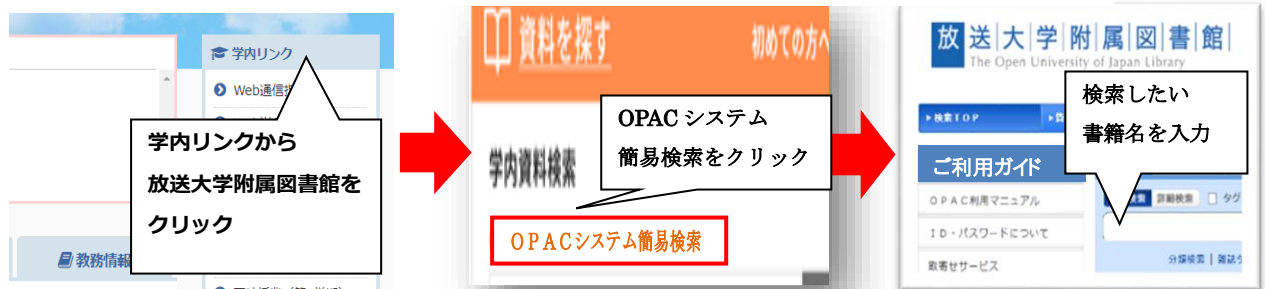 学内リンク
Web通信
学内リンクから
放送大学附属図書館を
クリック
教務情報
資料を探す
初めての方へ
OPAC システム
簡易検索をクリック
学内資料検索
OPACシステム簡易検索
放送大学附属図書館
The Open University of Japan Library
検索したい
書籍名を入力
検索TOP
ご利用ガイド
OPAC利用マニュアル
ID・パスワードについて
取寄せサービス
検索
詳細検索
タグ
分類検索 | 雑誌